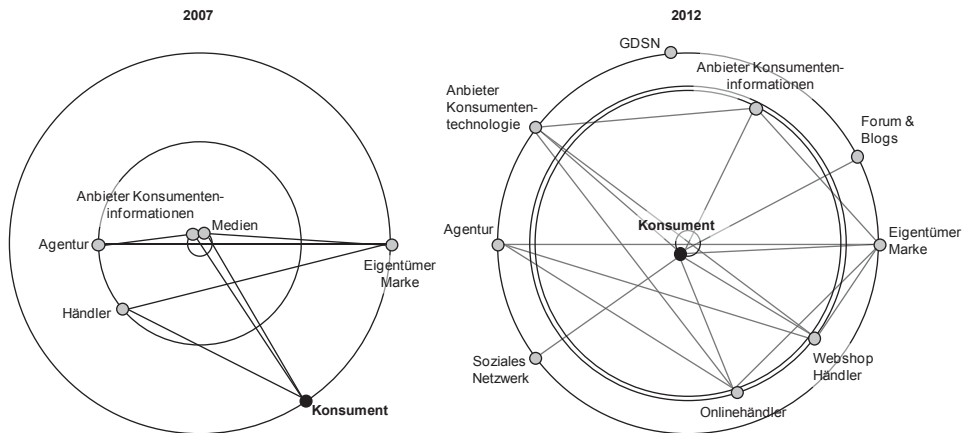 2007
Anbieter Konsumenten-
informationen
Medien
Agentur
Eigentümer
Marke
Händler
Konsument
2012
GDSN
Anbieter Konsumenten-
informationen
Anbieter
Konsumenten-
technologie
Forum &
Blogs
Konsument
Agentur
Eigentümer
Marke
Soziales
Netzwerk
Webshop
Händler
Onlinehändler